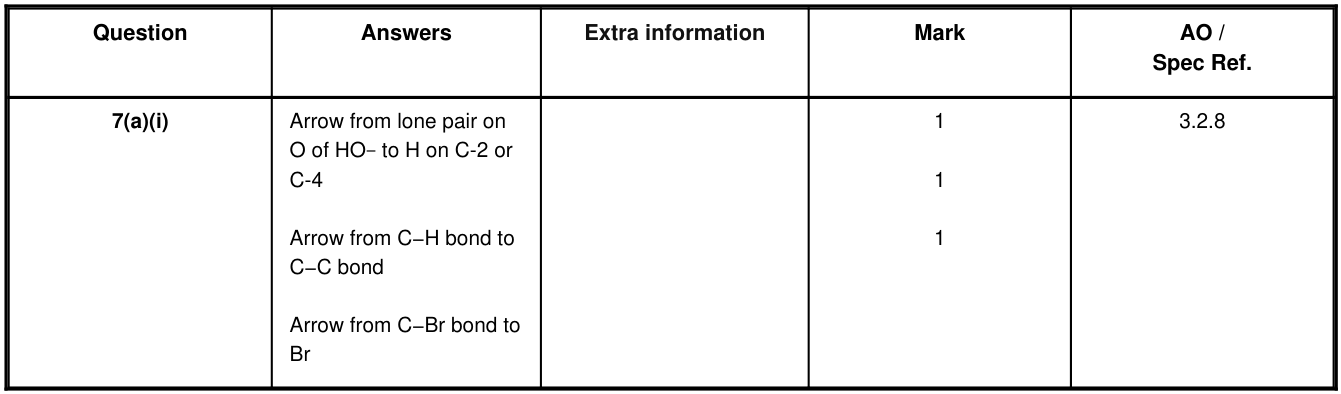 Question Answers Extra information Mark AO /
Spec Ref.
7(a)(i) Arrow from lone pair on 1 3.2.8
O of HO– to H on C-2 or
C-4 1
Arrow from C–H bond to 1
C–C bond
Arrow from C–Br bond to
Br